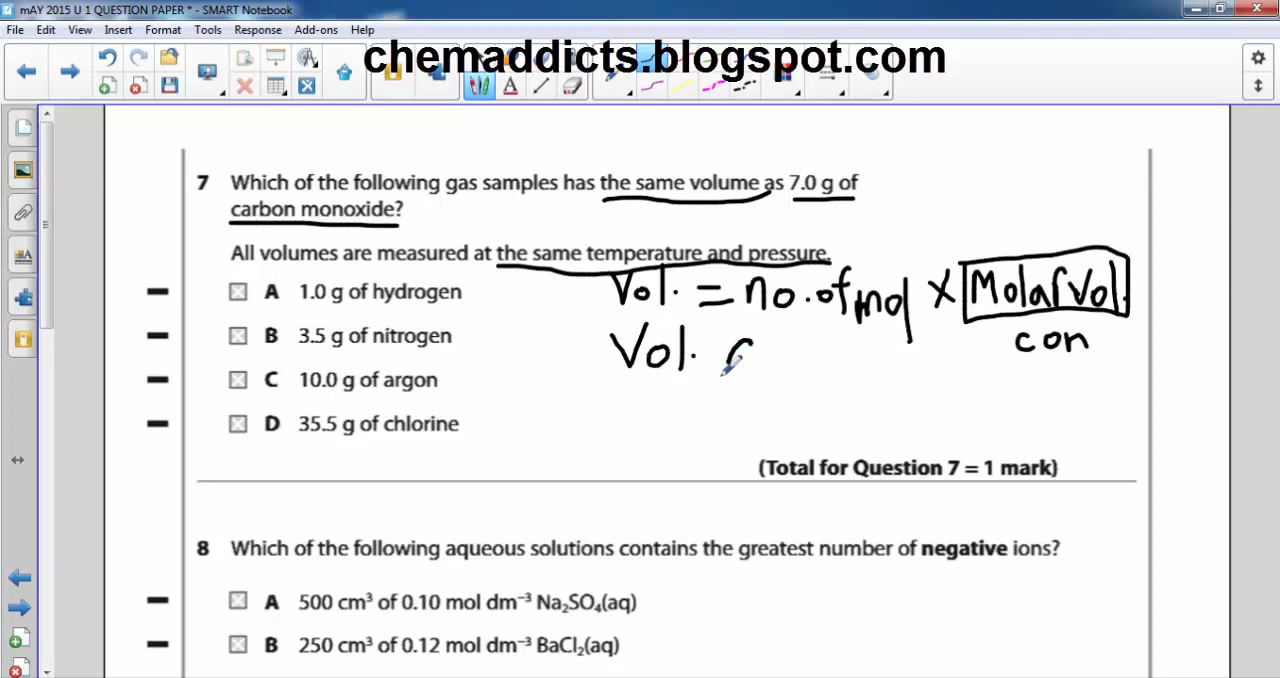 mAY 2015 U 1 QUESTION PAPER * - SMART Notebook
File Edit View Insert Format Tools Response Add-ons Help
chemaddicts.blogspot.com
7 Which of the following gas samples has the same volume as 7.0 g of
carbon monoxide?
All volumes are measured at the same temperature and pressure.
Vol. = no. of mol × Molar Vol.
A 1.0 g of hydrogen
B 3.5 g of nitrogen
con
Vol.
C 10.0 g of argon
D 35.5 g of chlorine
(Total for Question 7 = 1 mark)
8 Which of the following aqueous solutions contains the greatest number of negative ions?
A 500 cm³ of 0.10 mol dm⁻³ Na₂SO₄(aq)
B 250 cm³ of 0.12 mol dm⁻³ BaCl₂(aq)